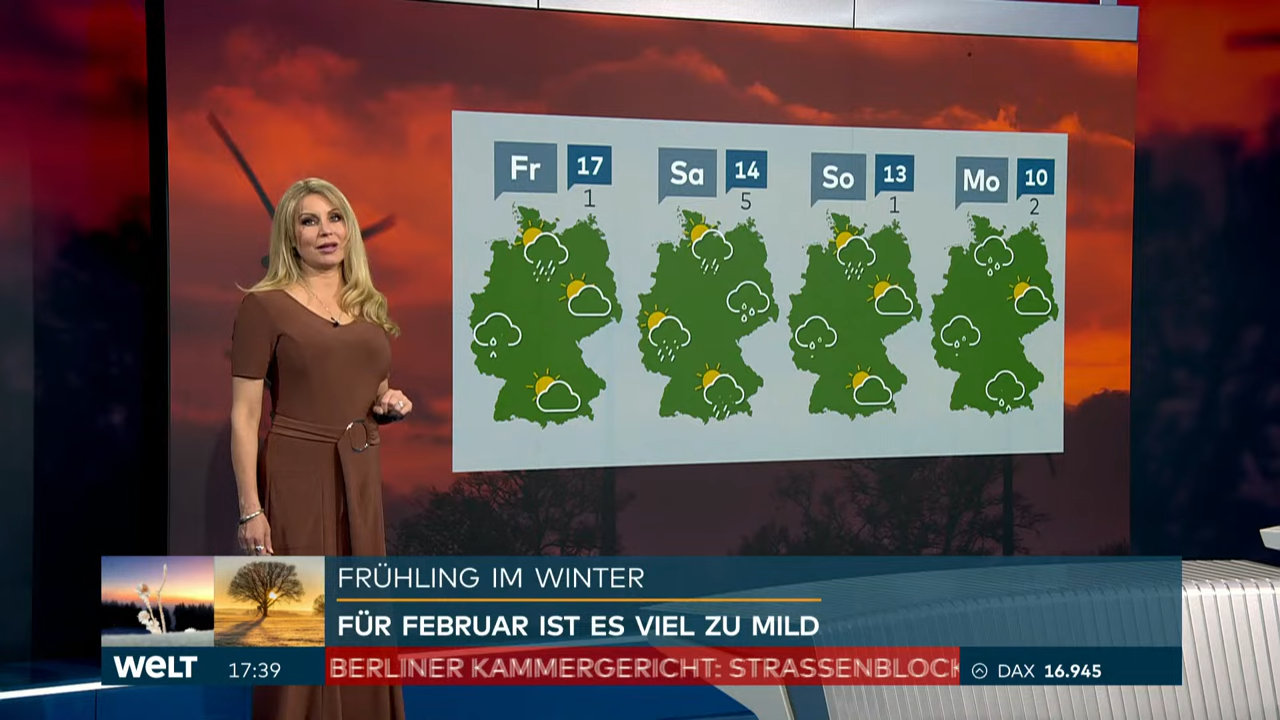 Fr 17 Sa 14 So 13 Mo 10
1 5 1 2
FRÜHLING IM WINTER
FÜR FEBRUAR IST ES VIEL ZU MILD
WELT 17:39 BERLINER KAMMERGERICHT: STRASSENBLOCK DAX 16.945